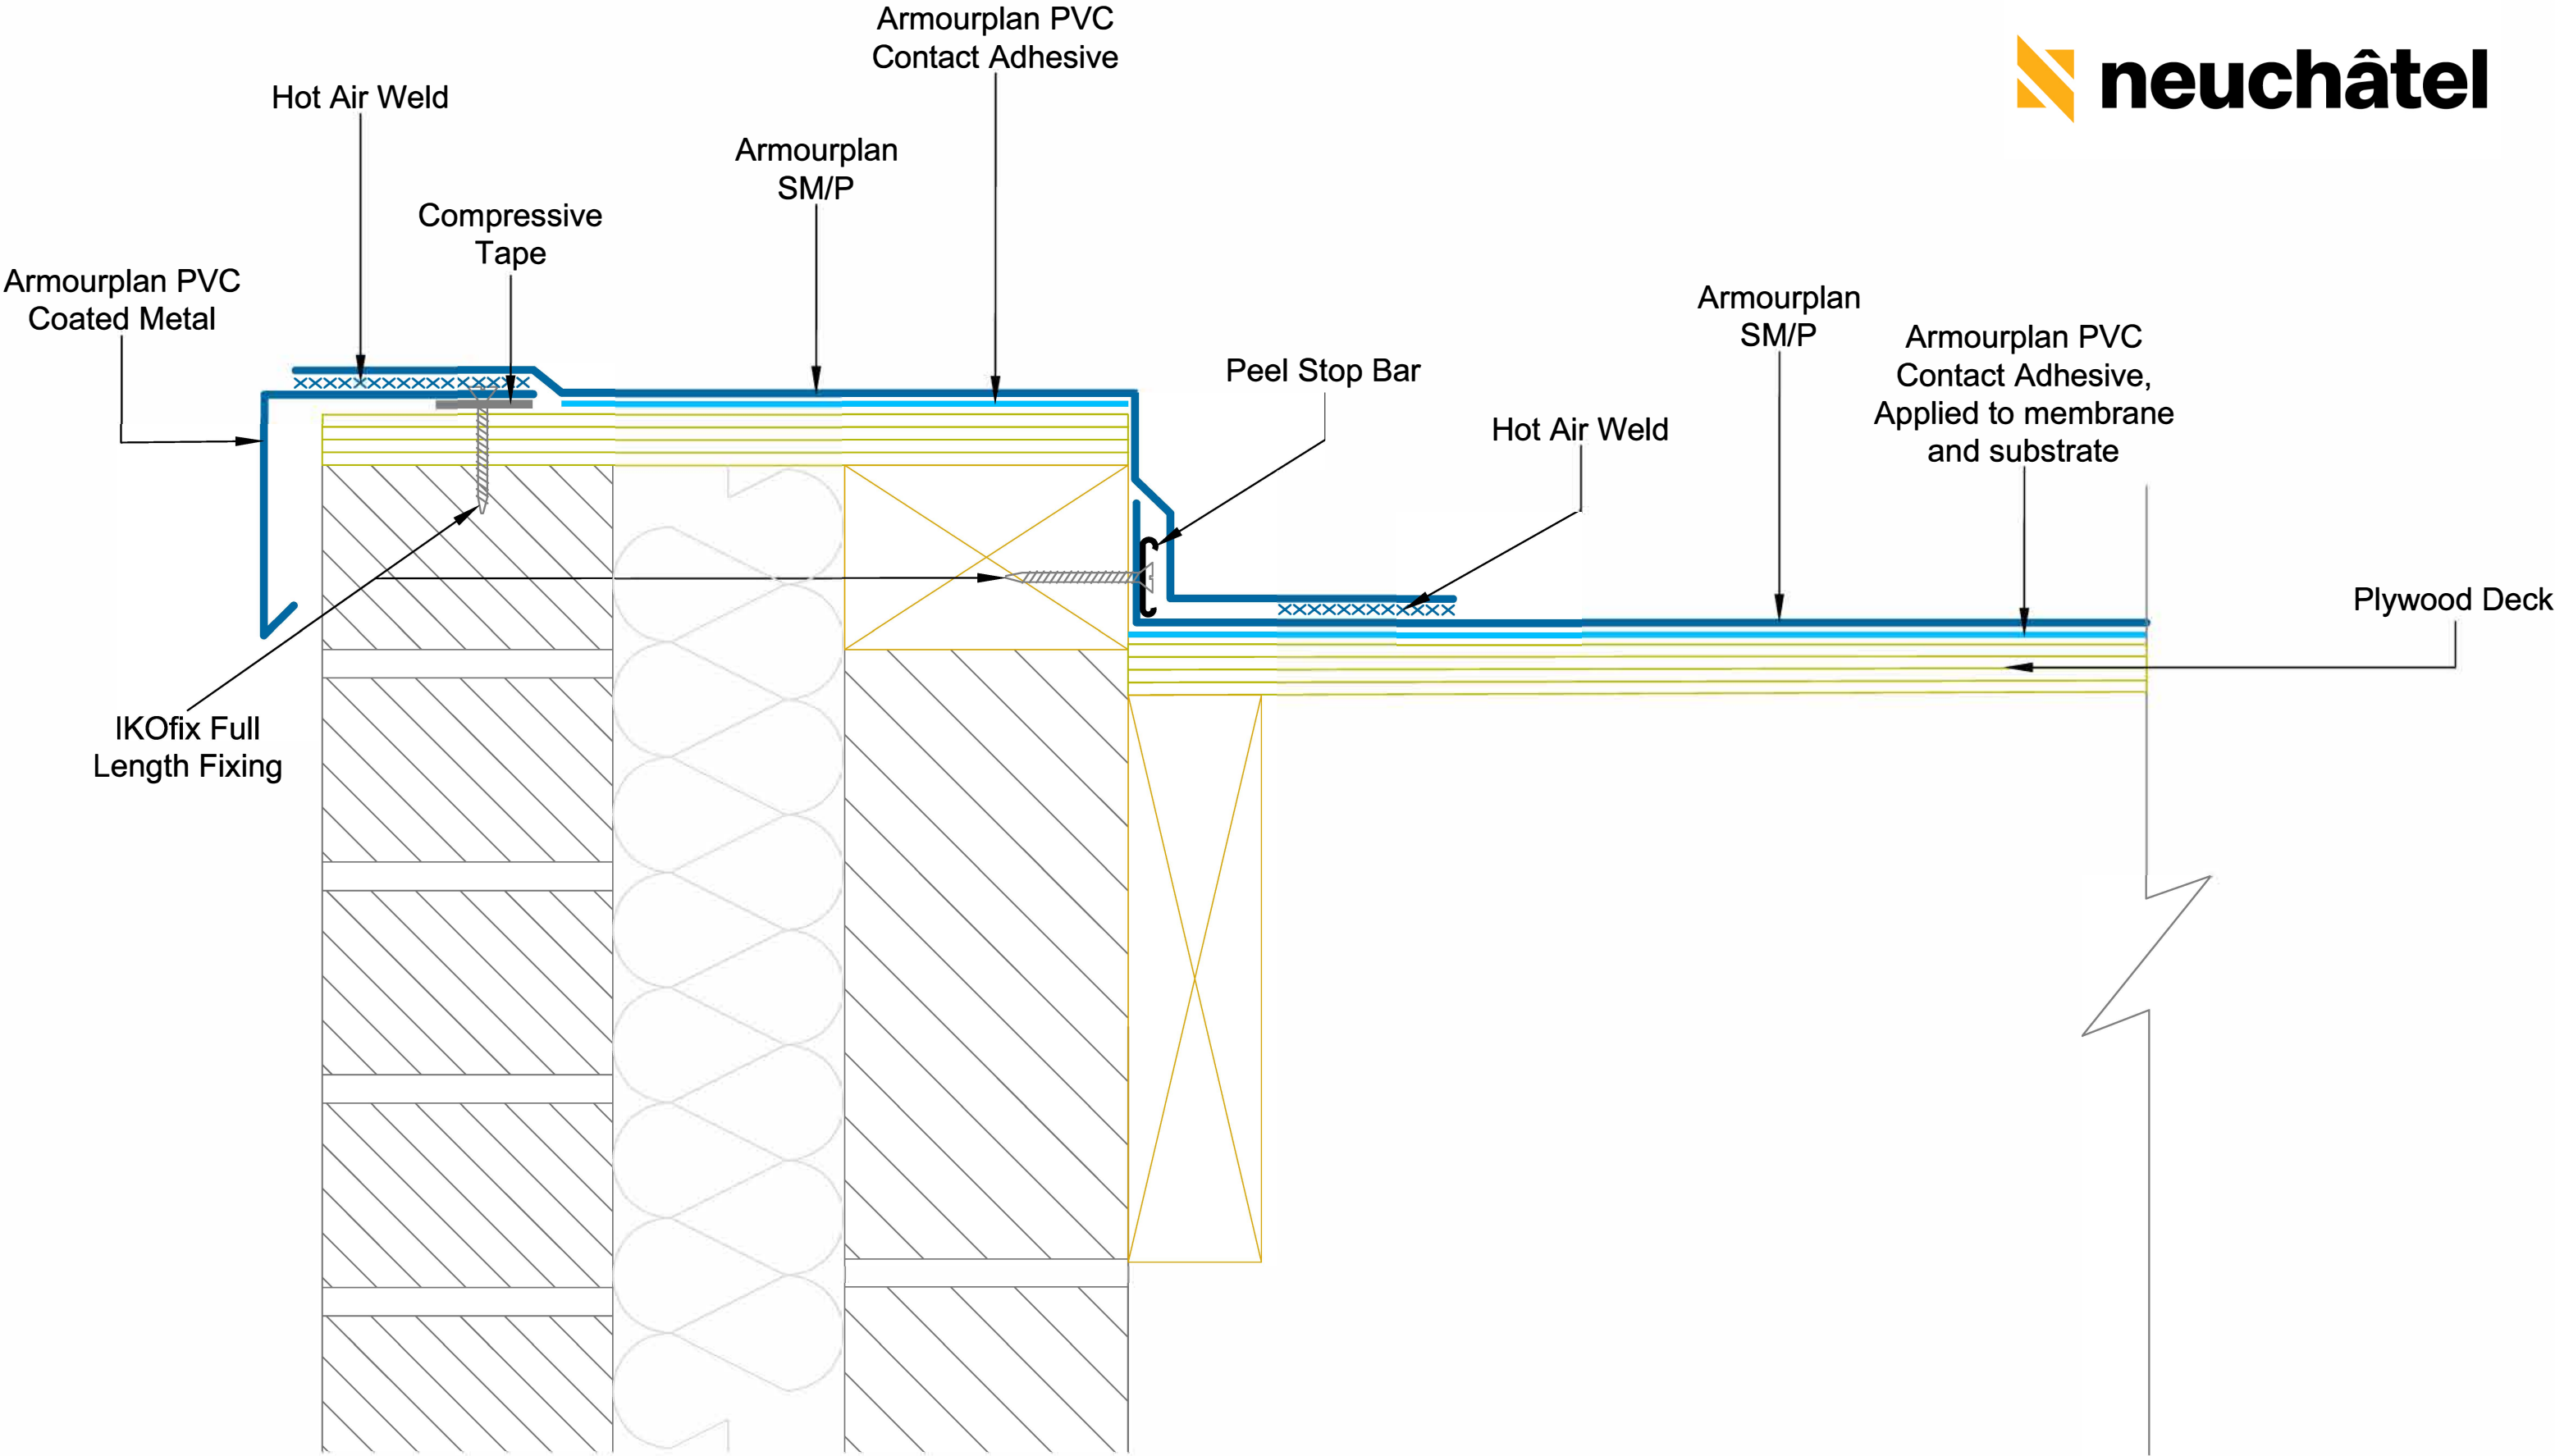 Armourplan PVC
Contact Adhesive
neuchâtel
Hot Air Weld
Armourplan
SM/P
Compressive
Tape
Armourplan PVC
Coated Metal
Armourplan
SM/P
Armourplan PVC
Contact Adhesive,
Applied to membrane
and substrate
Peel Stop Bar
Hot Air Weld
Plywood Deck
IKOfix Full
Length Fixing